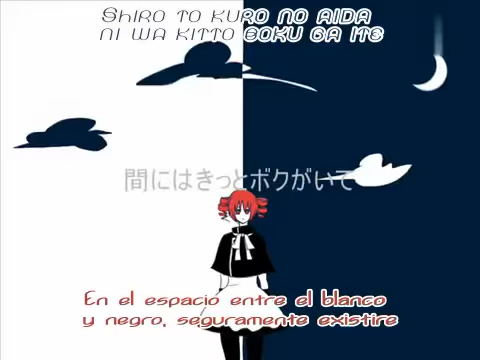 Shiro to kuro no aida
ni wa kitto boku ga ite
間にはきっとボクがいて
En el espacio entre el blanco
y negro, seguramente existire